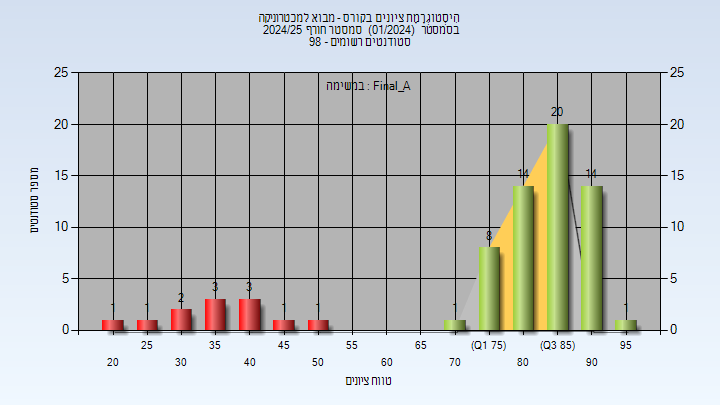 הִיסְטוֹגְרָמַת ציונים בקורס - מבוא למכטרוניקה
בסמסטר (01/2024) סמסטר חורף 2024/25
סטודנטים רשומים - 98
במשימה : Final_A
25 25
20 20
15 15
10 10
5 5
0 0
מספר סטודנטים
1 1 2 3 3 1 1 1 8 14 20 14 1
25 35 45 55 65 (Q1 75) (Q3 85) 95
20 30 40 50 60 70 80 90
טווח ציונים